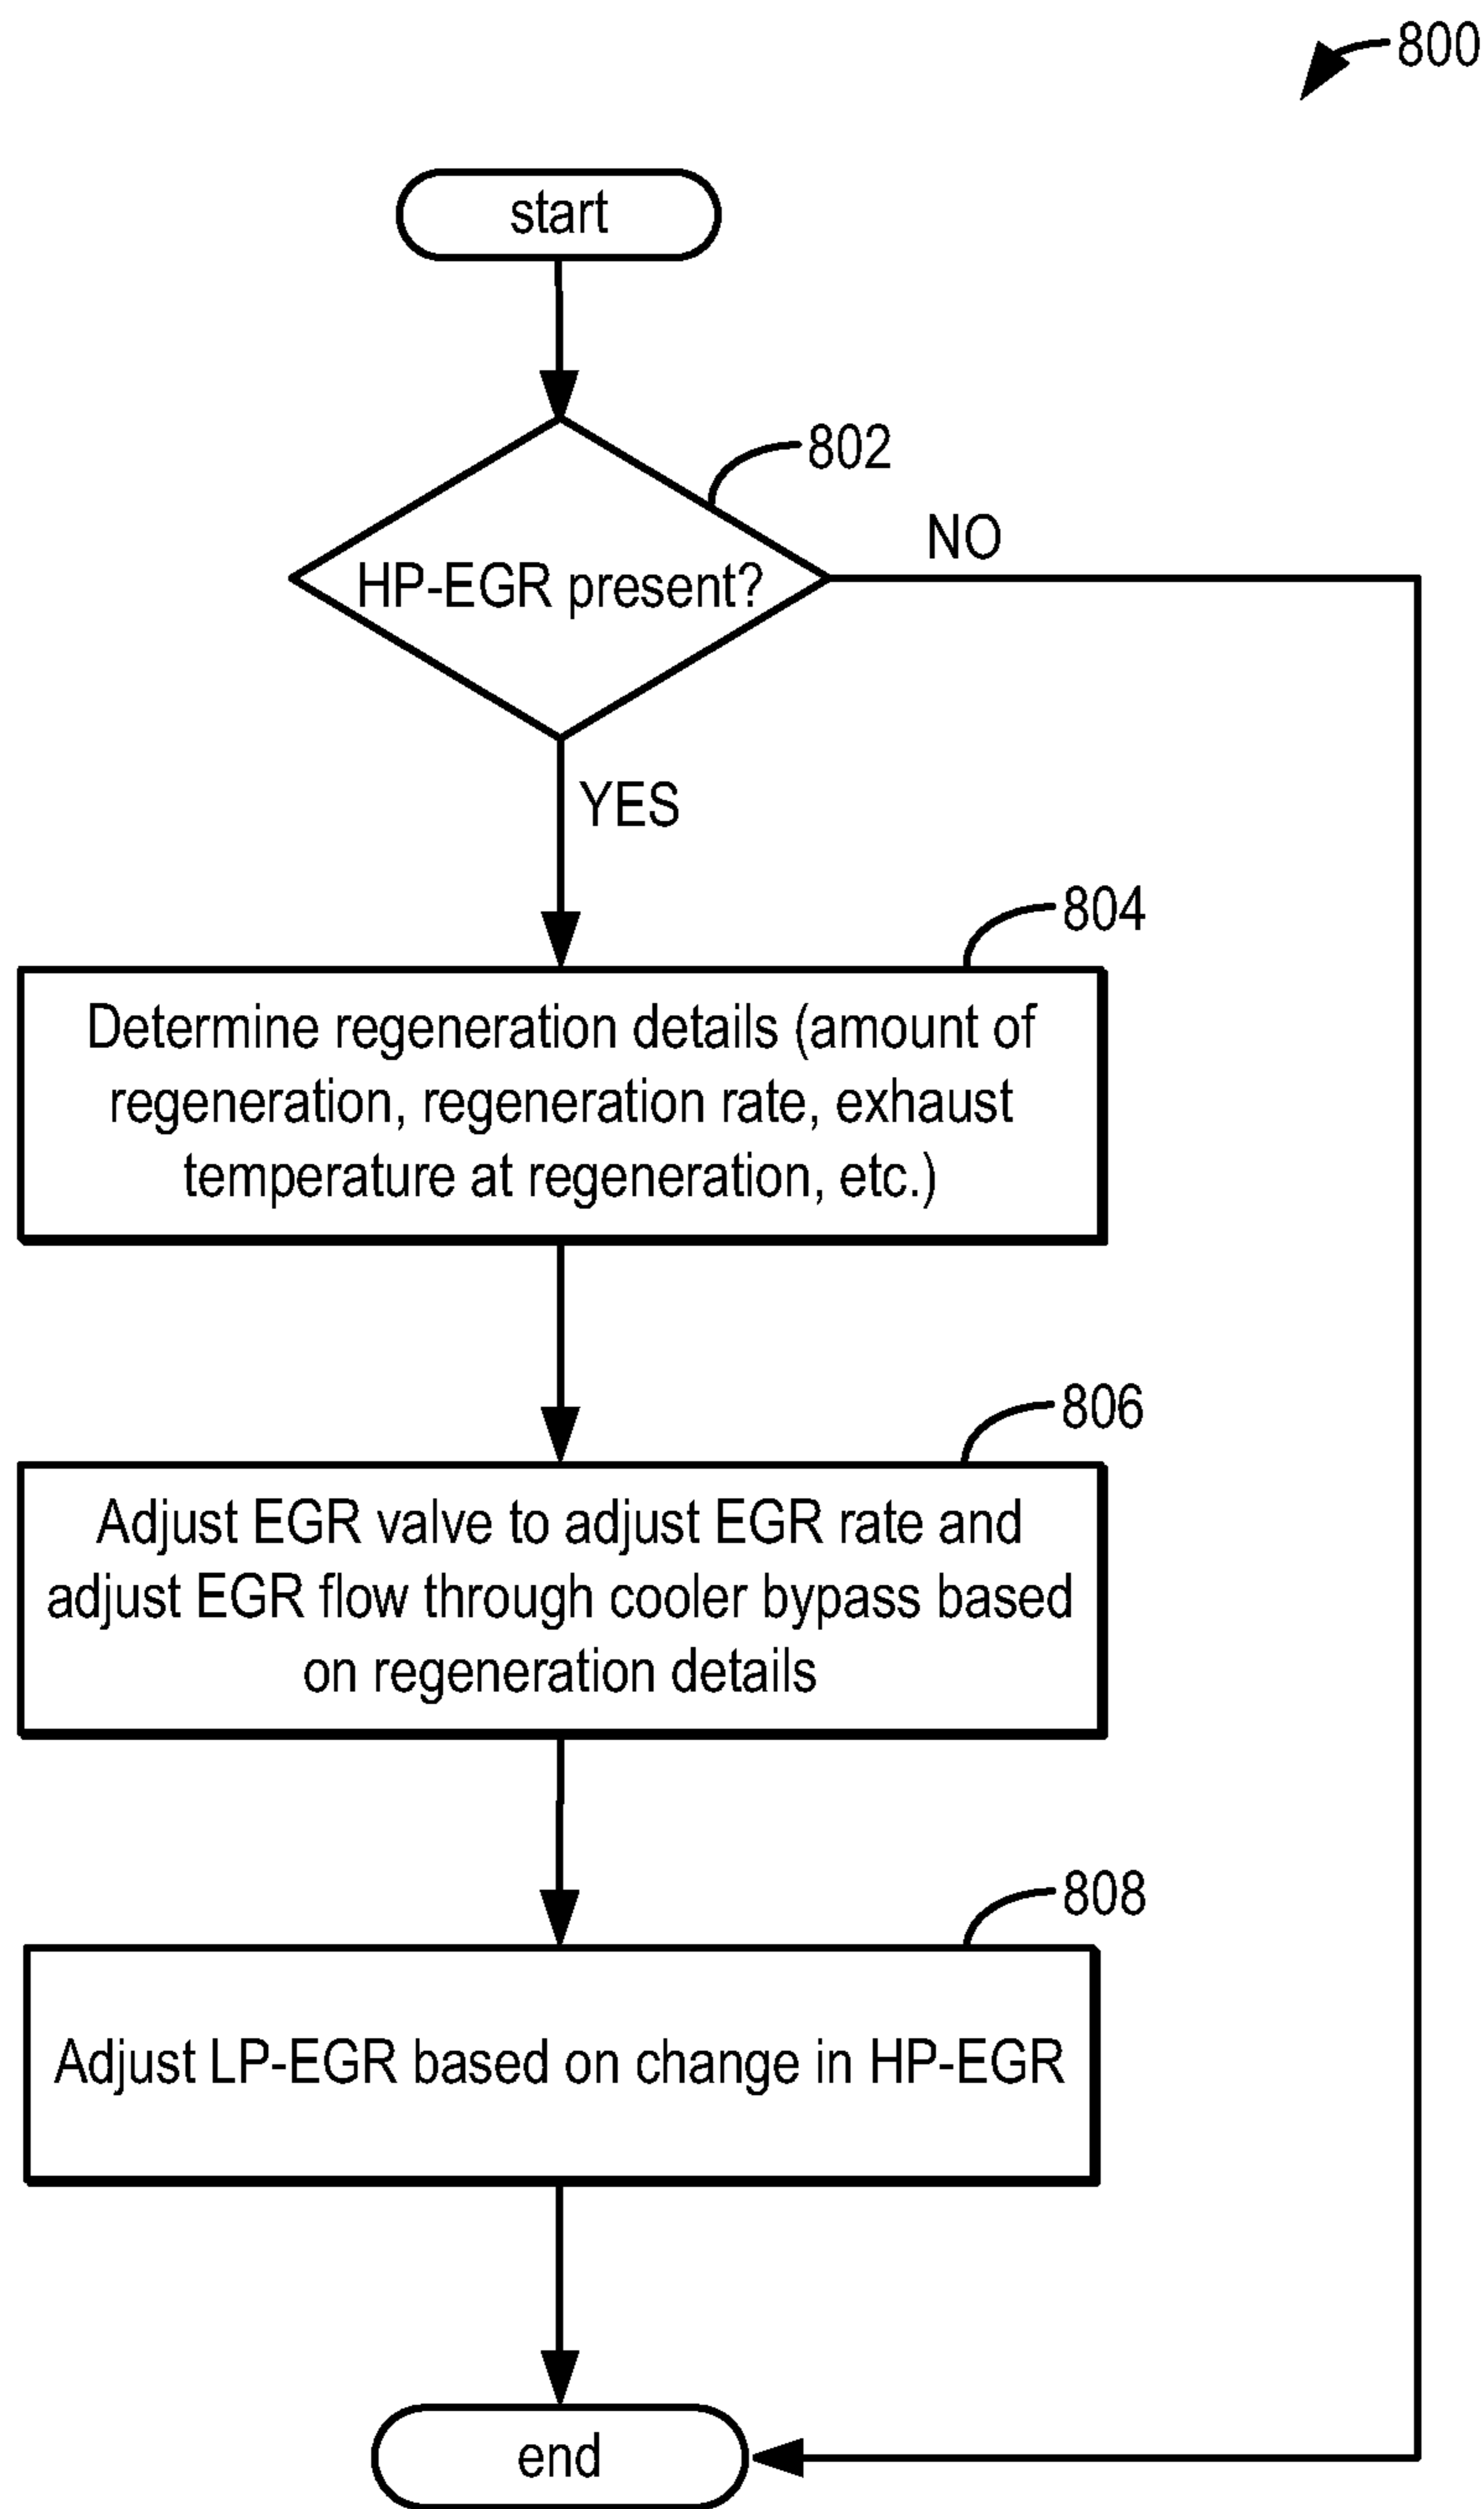 800
start
802
HP-EGR present?
NO
YES
804
Determine regeneration details (amount of
regeneration, regeneration rate, exhaust
temperature at regeneration, etc.)
806
Adjust EGR valve to adjust EGR rate and
adjust EGR flow through cooler bypass based
on regeneration details
808
Adjust LP-EGR based on change in HP-EGR
end